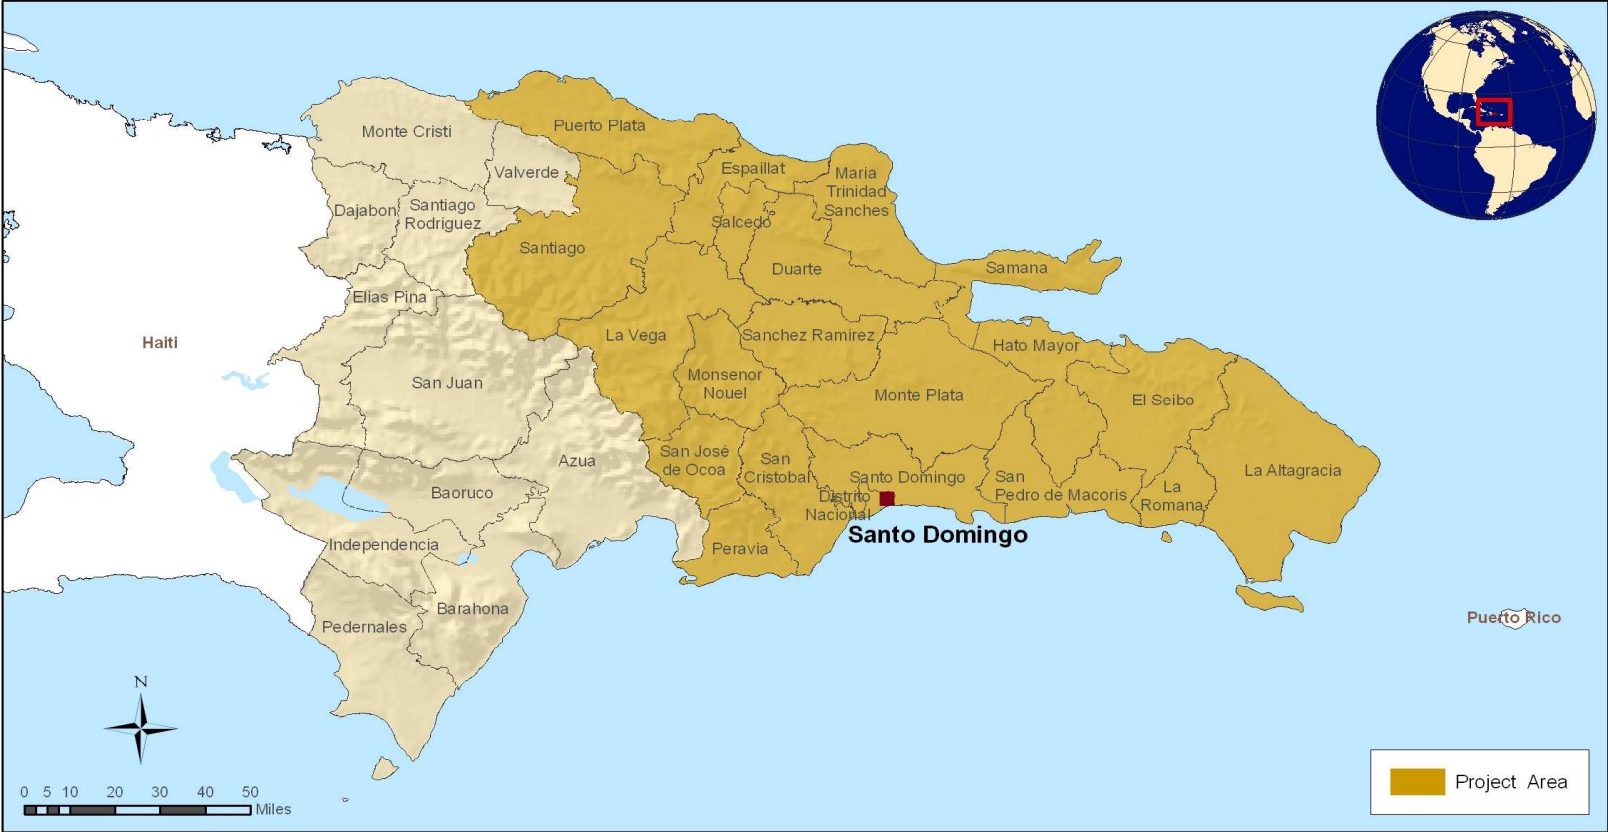 Monte Cristi
Puerto Plata
Valverde
Espaillat
Maria
Trinidad
Sanches
Dajabon
Santiago
Rodriguez
Salcedo
Santiago
Duarte
Samana
Elias Pina
Haiti
La Vega
Sanchez Ramirez
Hato Mayor
San Juan
Monsenor
Nouel
Monte Plata
El Seibo
Azua
San José
de Ocoa
San
Cristobal
Santo Domingo
San
Pedro de Macoris
La
Romana
La Altagracia
Baoruco
Distrito
Nacional
Santo Domingo
Independencia
Peravia
Barahona
Pedernales
Puerto Rico
N
0 5 10 20 30 40 50
Miles
Project Area